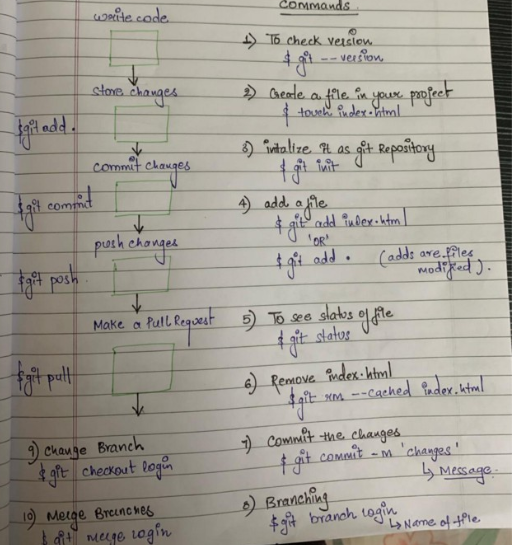 write code
store changes
$git add .
commit changes
$git commit
push changes
$git push
Make a Pull Request
$git pull
9) Change Branch
$ git checkout login
10) Merge Branches
$ git merge login
Commands.
1) To check version
$ git --version
2) Create a file in your project
$ touch index.html
3) intalize it as git Repository
$ git init
4) add a file
$ git add index.html
'OR'
$ git add . (adds are files
modified).
5) To see status of file
$ git status
6) Remove index.html
$git rm --cached index.html
7) Commit the changes
$ git commit -m 'changes'
↳ Message.
8) Branching
$git branch login
↳ Name of file